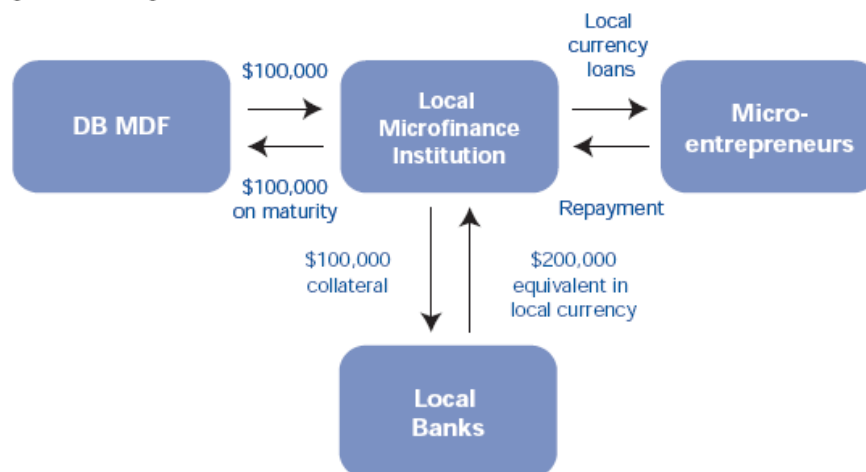 DB MDF
$100,000
$100,000
on maturity
Local
Microfinance
Institution
Local
currency
loans
Repayment
Micro-
entrepreneurs
$100,000
collateral
$200,000
equivalent in
local currency
Local
Banks